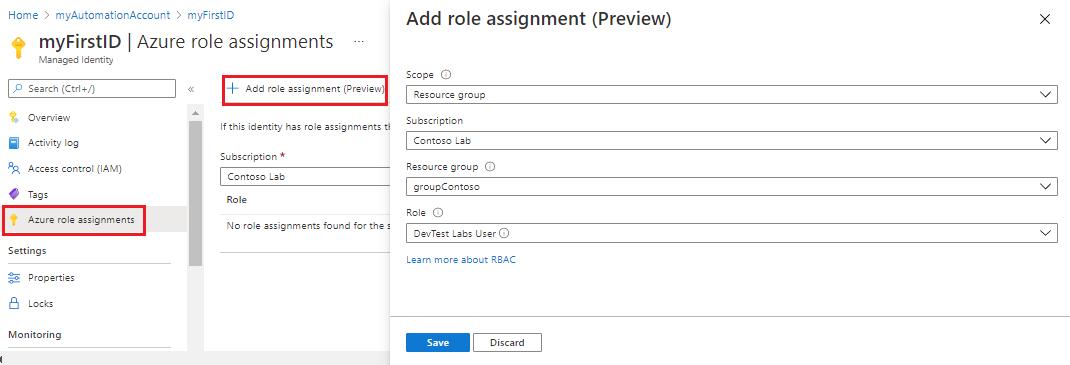 Home > myAutomationAccount > myFirstID
myFirstID | Azure role assignments ...
Managed Identity
Search (Ctrl+/)
«
Overview
Activity log
Access control (IAM)
Tags
Azure role assignments
Settings
Properties
Locks
Monitoring
+ Add role assignment (Preview)
If this identity has role assignments th
Subscription *
Contoso Lab
Role
No role assignments found for the s
Add role assignment (Preview)
Scope
Resource group
Subscription
Contoso Lab
Resource group
groupContoso
Role
DevTest Labs User
Learn more about RBAC
Save
Discard